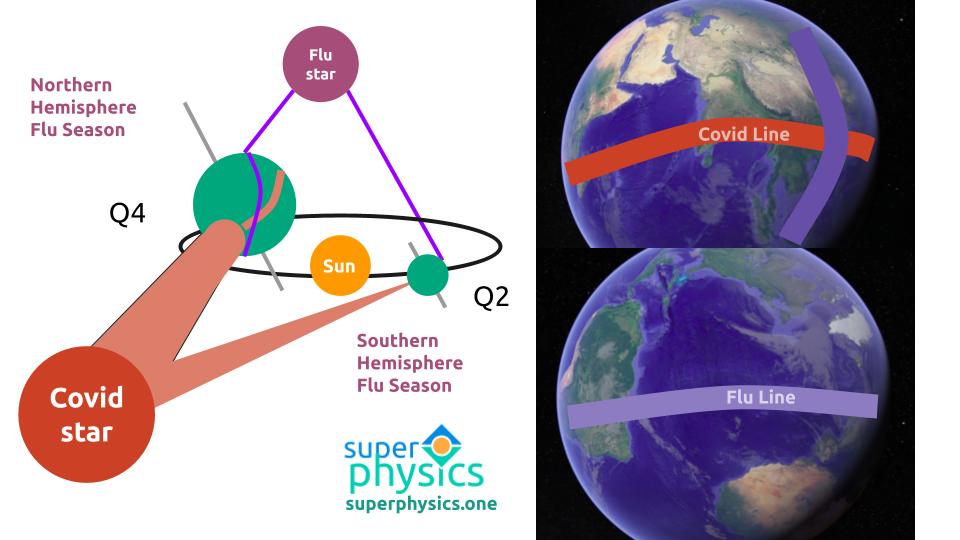 Flu
star
Northern
Hemisphere
Flu Season
Q4
Sun
Q2
Southern
Hemisphere
Flu Season
Covid
star
super
physics
superphysics.one
Covid Line
Flu Line